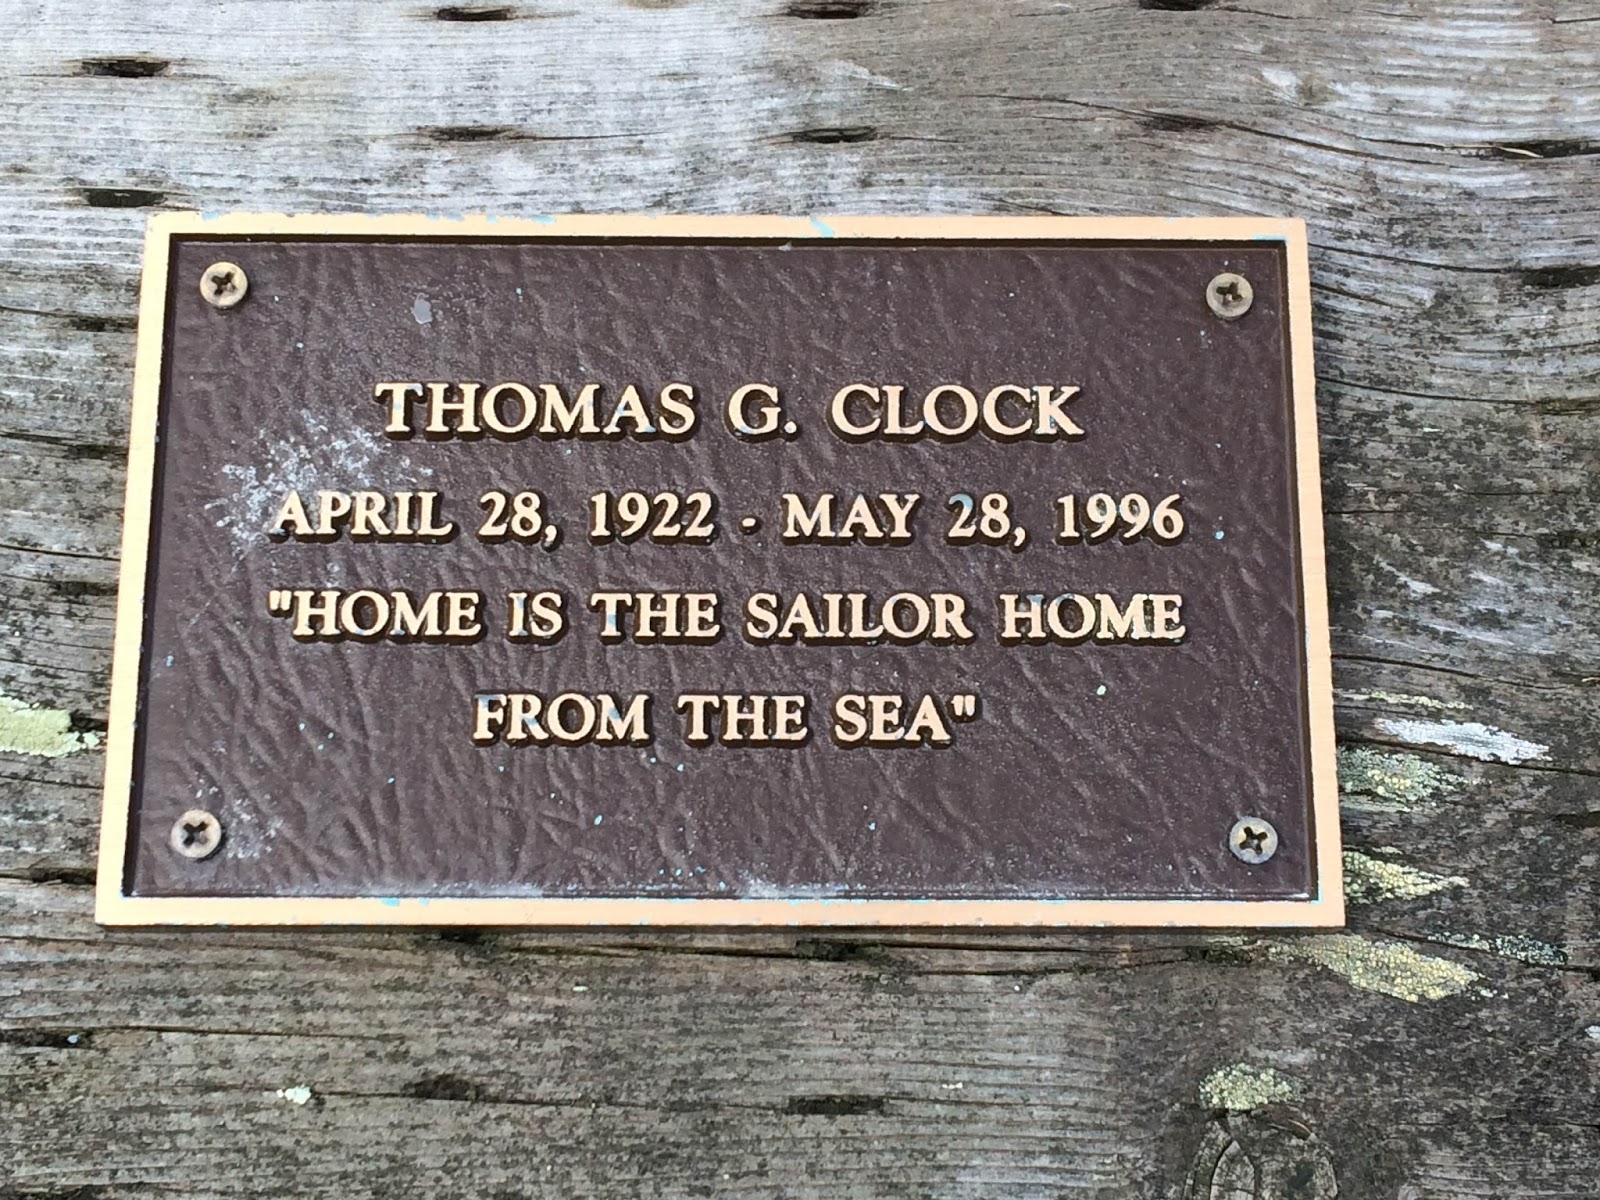 THOMAS G. CLOCK
APRIL 28, 1922 - MAY 28, 1996
"HOME IS THE SAILOR HOME
FROM THE SEA"